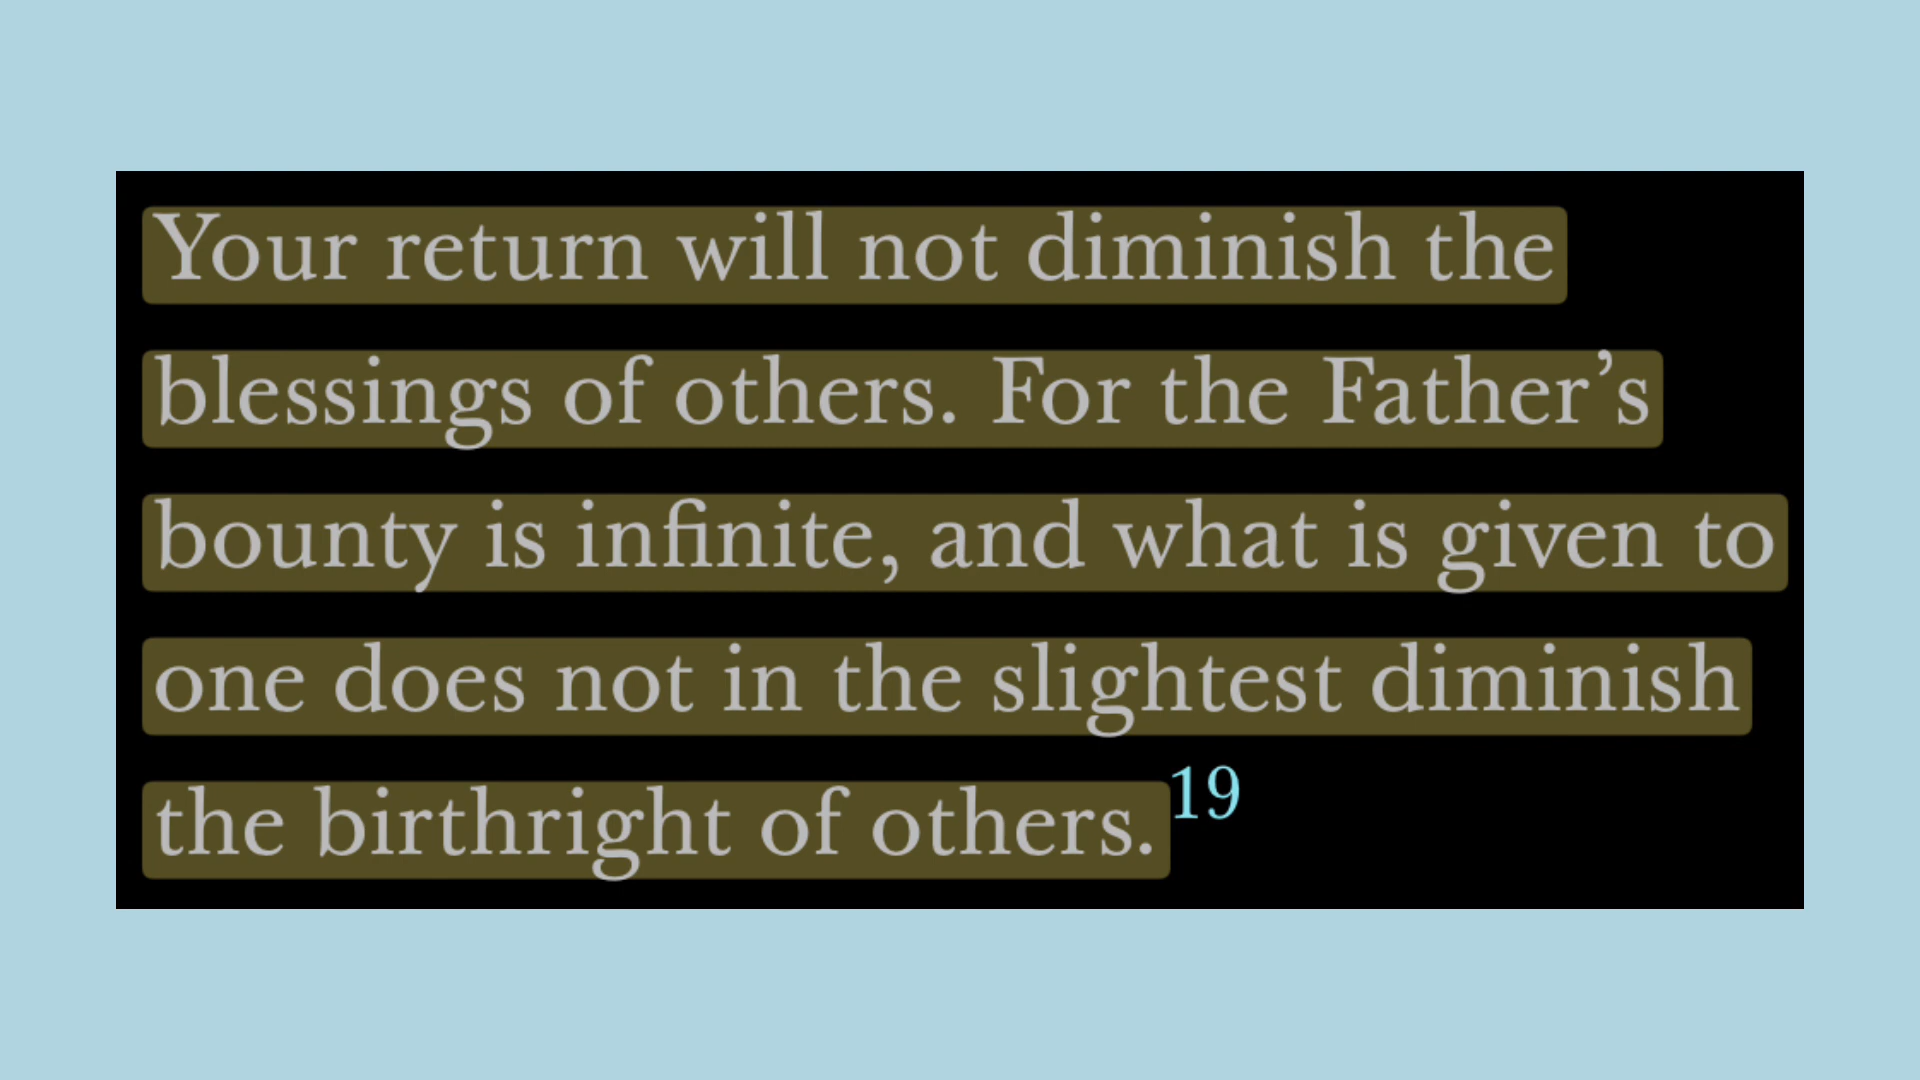 Your return will not diminish the
blessings of others. For the Father’s
bounty is infinite, and what is given to
one does not in the slightest diminish
the birthright of others.19